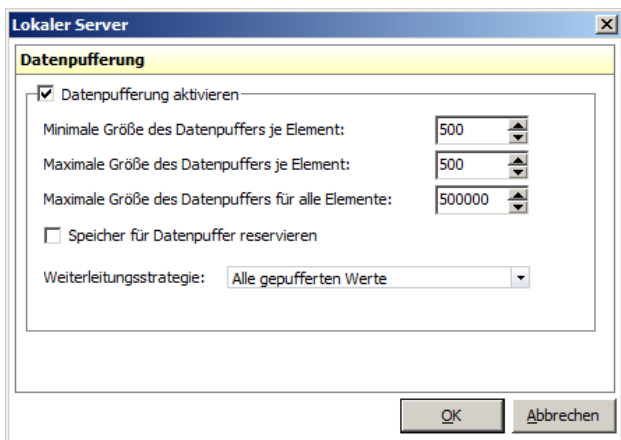 Lokaler Server
Datenpufferung
Datenpufferung aktivieren
Minimale Größe des Datenpuffers je Element: 500
Maximale Größe des Datenpuffers je Element: 500
Maximale Größe des Datenpuffers für alle Elemente: 500000
Speicher für Datenpuffer reservieren
Weiterleitungsstrategie: Alle gepufferten Werte
OK Abbrechen